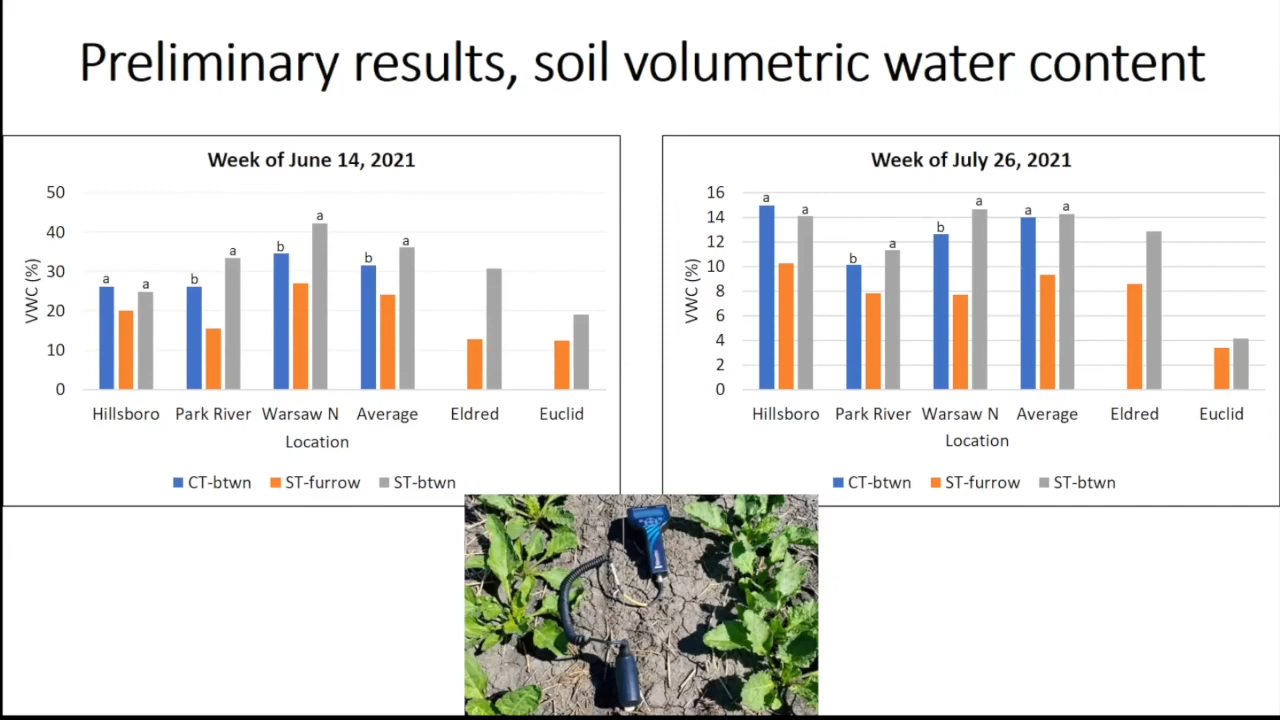 Preliminary results, soil volumetric water content
Week of June 14, 2021
50
40
30
20
10
0
VWC (%)
a
a
b
a
b
a
b
a
Hillsboro
Park River
Warsaw N
Average
Eldred
Euclid
Location
CT-btwn
ST-furrow
ST-btwn
Week of July 26, 2021
16
14
12
10
8
6
4
2
0
VWC (%)
a
a
b
a
b
a
a
a
Hillsboro
Park River
Warsaw N
Average
Eldred
Euclid
Location
CT-btwn
ST-furrow
ST-btwn